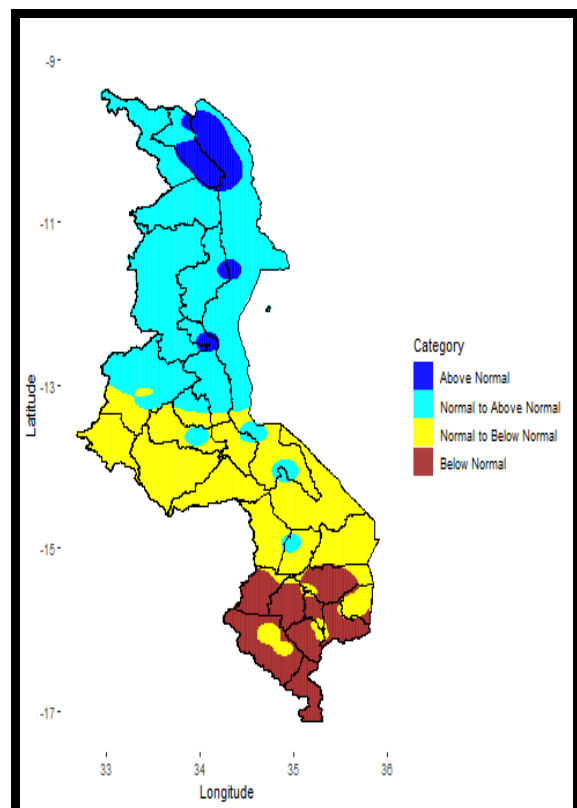 -9
-11
-13
-15
-17
Latitude
33 34 35 36
Longitude
Category
Above Normal
Normal to Above Normal
Normal to Below Normal
Below Normal